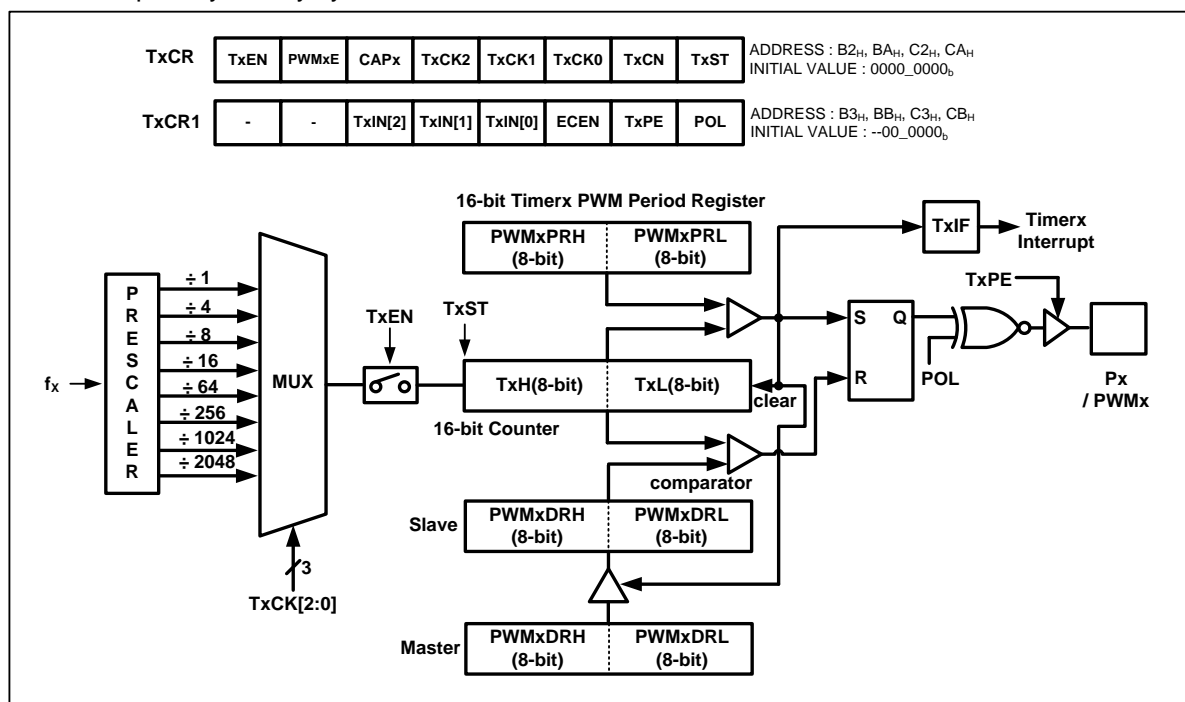 TxCR TxEN PWMxE CAPx TxCK2 TxCK1 TxCK0 TxCN TxST ADDRESS : B2H, BAH, C2H, CAH
INITIAL VALUE : 0000_0000b
TxCR1 - - TxIN[2] TxIN[1] TxIN[0] ECEN TxPE POL ADDRESS : B3H, BBH, C3H, CBH
INITIAL VALUE : --00_0000b
16-bit Timerx PWM Period Register
PWMxPRH
(8-bit)
PWMxPRL
(8-bit)
TxIF
Timerx
Interrupt
fX
PRESCALER
÷ 1
÷ 4
÷ 8
÷ 16
÷ 64
÷ 256
÷ 1024
÷ 2048
MUX
3
TxCK[2:0]
TxEN
TxST
TxH(8-bit)
TxL(8-bit)
clear
16-bit Counter
comparator
S
Q
R
POL
TxPE
Px
/ PWMx
Slave
PWMxDRH
(8-bit)
PWMxDRL
(8-bit)
Master
PWMxDRH
(8-bit)
PWMxDRL
(8-bit)